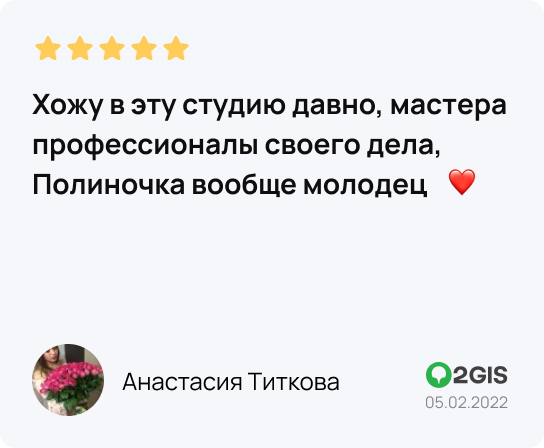 Хожу в эту студию давно, мастера
профессионалы своего дела,
Полиночка вообще молодец ❤️
Анастасия Титкова
2GIS
05.02.2022